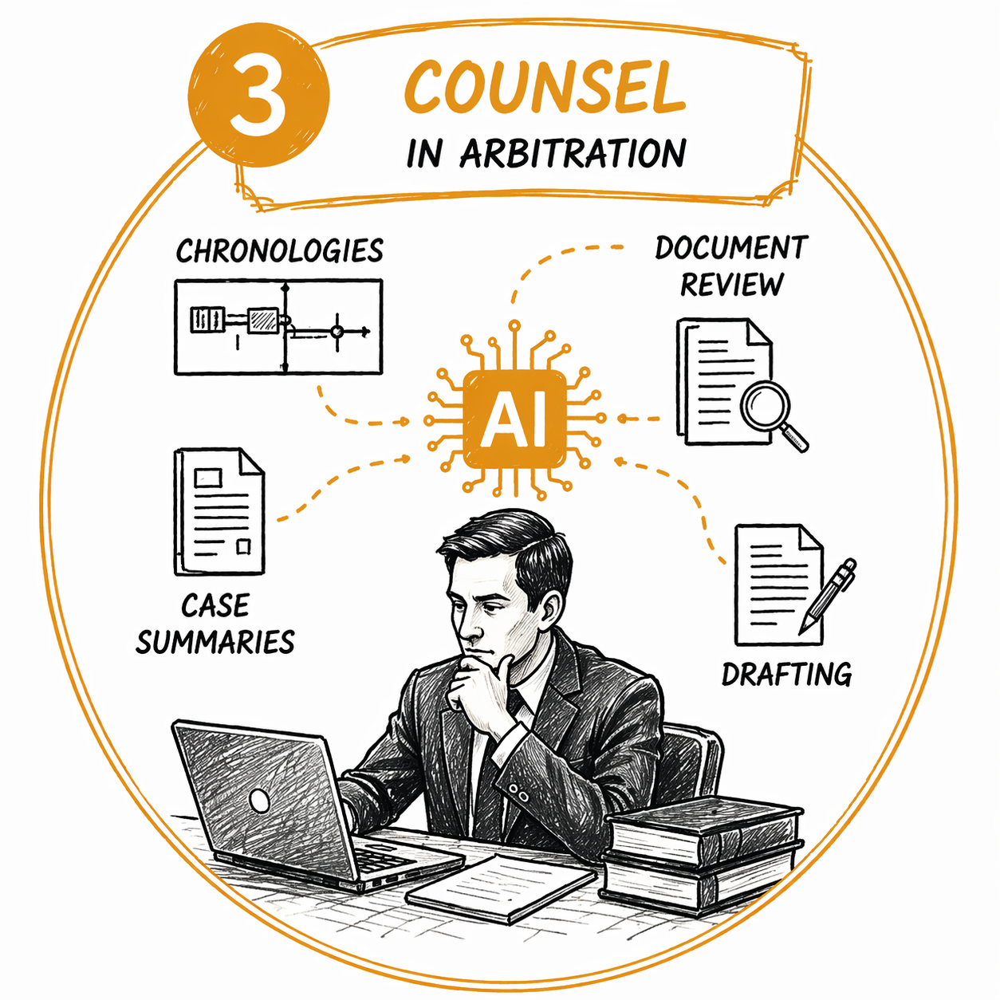 3
COUNSEL
IN ARBITRATION
CHRONOLOGIES
DOCUMENT
REVIEW
AI
CASE
SUMMARIES
DRAFTING